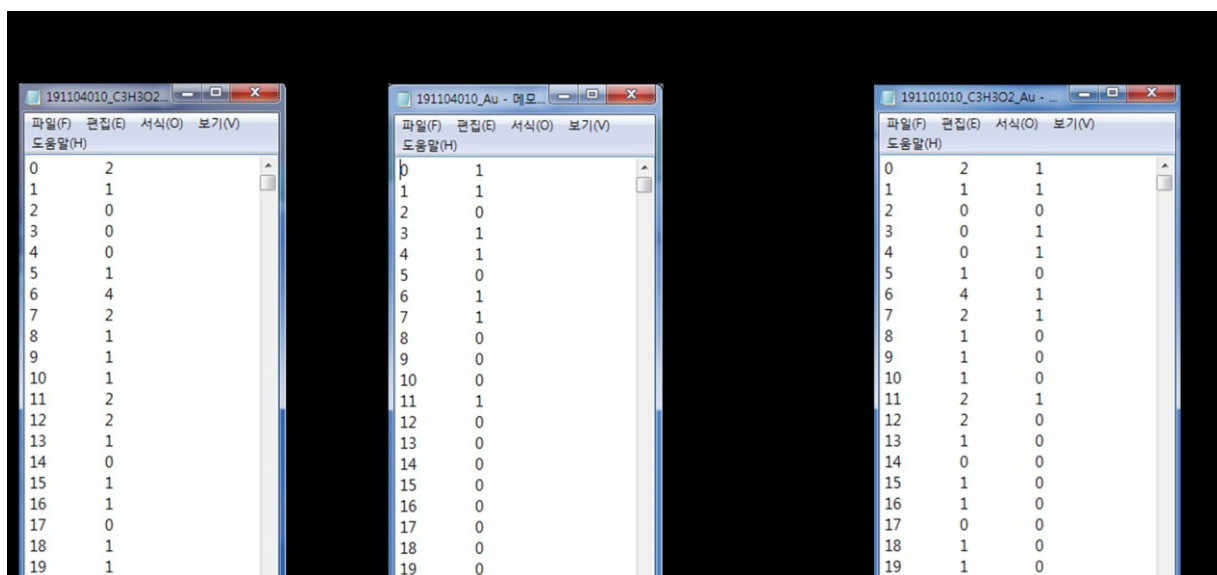 191104010_C3H3O2...
파일(F) 편집(E) 서식(O) 보기(V)
도움말(H)
0 2
1 1
2 0
3 0
4 0
5 1
6 4
7 2
8 1
9 1
10 1
11 2
12 2
13 1
14 0
15 1
16 1
17 0
18 1
19 1
191104010_Au - 메모...
파일(F) 편집(E) 서식(O) 보기(V)
도움말(H)
0 1
1 1
2 0
3 1
4 1
5 0
6 1
7 1
8 0
9 0
10 0
11 1
12 0
13 0
14 0
15 0
16 0
17 0
18 0
19 0
191101010_C3H3O2_Au - ...
파일(F) 편집(E) 서식(O) 보기(V)
도움말(H)
0 2 1
1 1 1
2 0 0
3 0 1
4 0 1
5 1 0
6 4 1
7 2 1
8 1 0
9 1 0
10 1 0
11 2 1
12 2 0
13 1 0
14 0 0
15 1 0
16 1 0
17 0 0
18 1 0
19 1 0